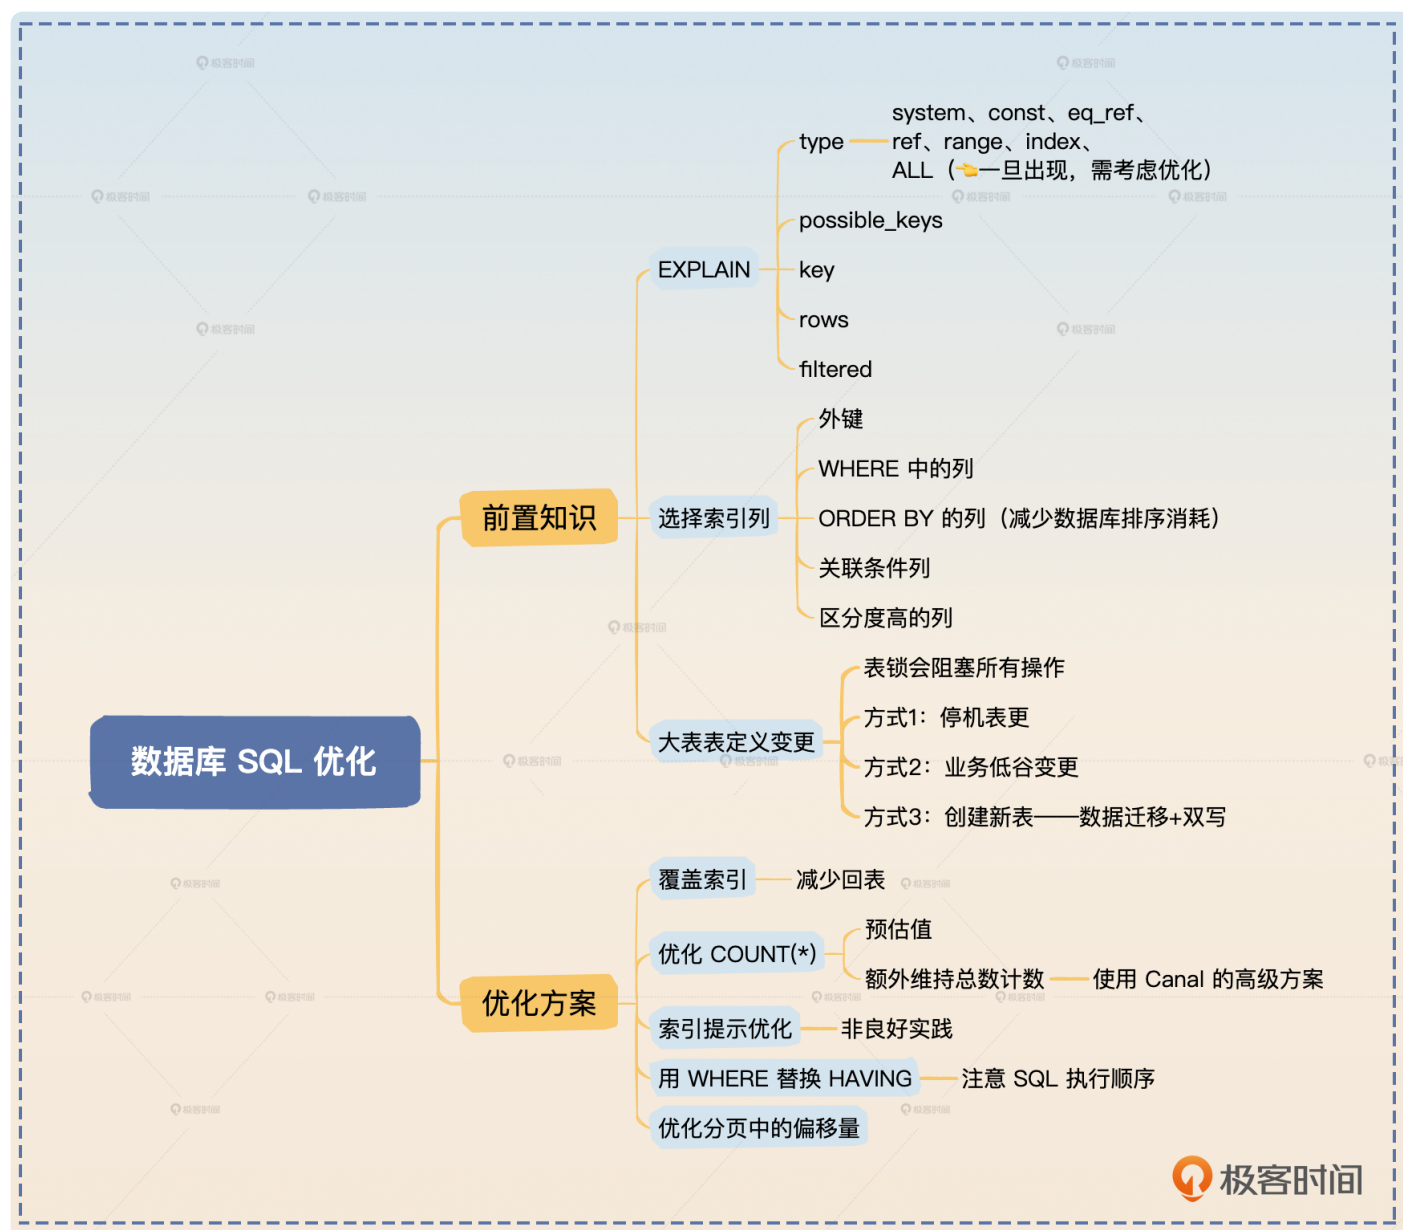 数据库 SQL 优化
前置知识
EXPLAIN
type
system、const、eq_ref、
ref、range、index、
ALL（👈一旦出现，需考虑优化）
possible_keys
key
rows
filtered
选择索引列
外键
WHERE 中的列
ORDER BY 的列（减少数据库排序消耗）
关联条件列
区分度高的列
大表表定义变更
表锁会阻塞所有操作
方式1：停机表更
方式2：业务低谷变更
方式3：创建新表——数据迁移+双写
优化方案
覆盖索引
减少回表
优化 COUNT(*)
预估值
额外维持总数计数
使用 Canal 的高级方案
索引提示优化
非良好实践
用 WHERE 替换 HAVING
注意 SQL 执行顺序
优化分页中的偏移量
极客时间